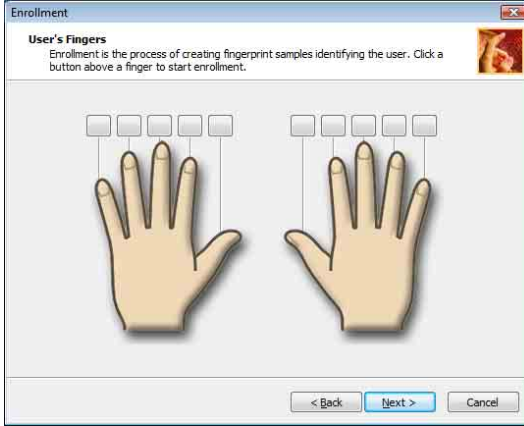 Enrollment
User's Fingers
Enrollment is the process of creating fingerprint samples identifying the user. Click a
button above a finger to start enrollment.
< Back
Next >
Cancel